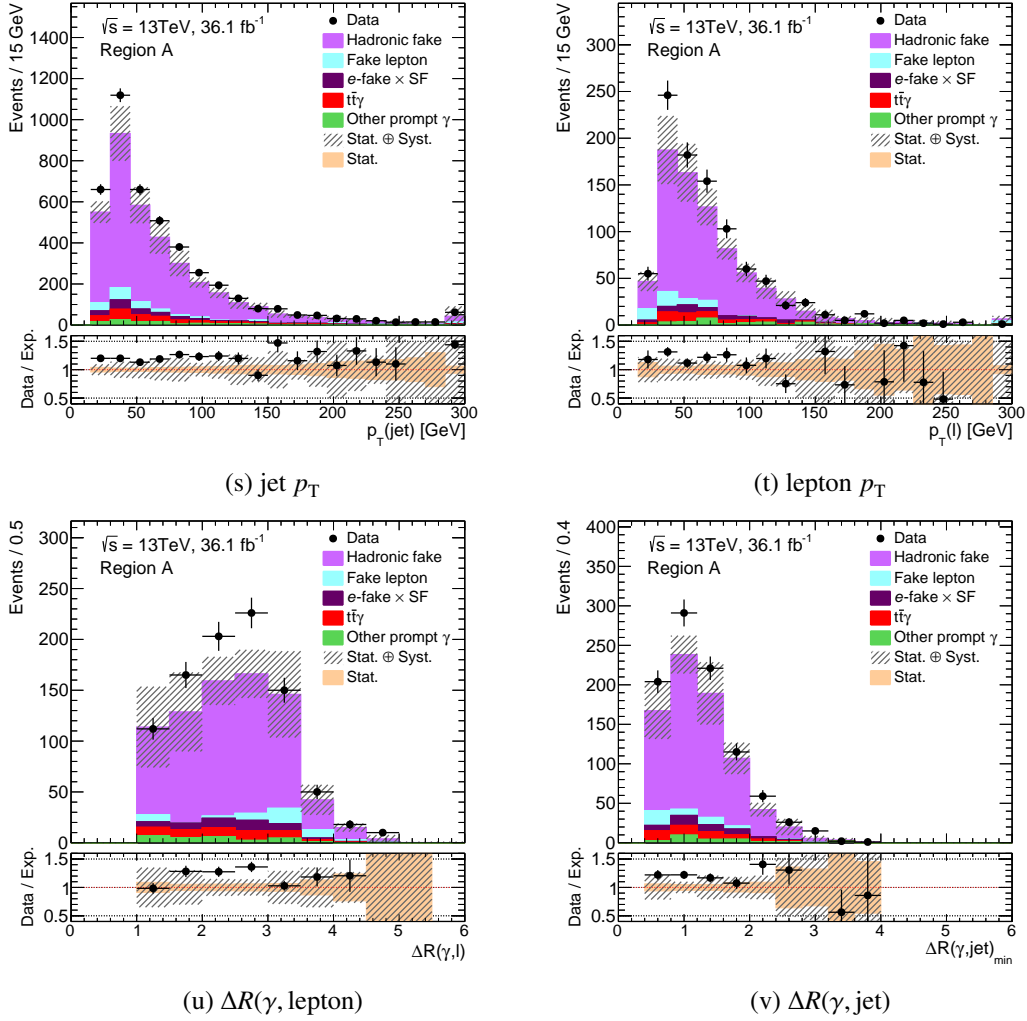 Events / 15 GeV
1400
1200
1000
800
600
400
200
0
√s = 13TeV, 36.1 fb⁻¹
Region A
Data
Hadronic fake
Fake lepton
e-fake × SF
tt̄γ
Other prompt γ
Stat. ⊕ Syst.
Stat.
Data / Exp.
1.5
1
0.5
0 50 100 150 200 250 300
p_T(jet) [GeV]
(s) jet p_T
Events / 15 GeV
300
250
200
150
100
50
0
√s = 13TeV, 36.1 fb⁻¹
Region A
Data
Hadronic fake
Fake lepton
e-fake × SF
tt̄γ
Other prompt γ
Stat. ⊕ Syst.
Stat.
Data / Exp.
1.5
1
0.5
0 50 100 150 200 250 300
p_T(l) [GeV]
(t) lepton p_T
Events / 0.5
300
250
200
150
100
50
0
√s = 13TeV, 36.1 fb⁻¹
Region A
Data
Hadronic fake
Fake lepton
e-fake × SF
tt̄γ
Other prompt γ
Stat. ⊕ Syst.
Stat.
Data / Exp.
1.5
1
0.5
0 1 2 3 4 5 6
ΔR(γ,l)
(u) ΔR(γ, lepton)
Events / 0.4
400
350
300
250
200
150
100
50
0
√s = 13TeV, 36.1 fb⁻¹
Region A
Data
Hadronic fake
Fake lepton
e-fake × SF
tt̄γ
Other prompt γ
Stat. ⊕ Syst.
Stat.
Data / Exp.
1.5
1
0.5
0 1 2 3 4 5 6
ΔR(γ,jet)_min
(v) ΔR(γ, jet)